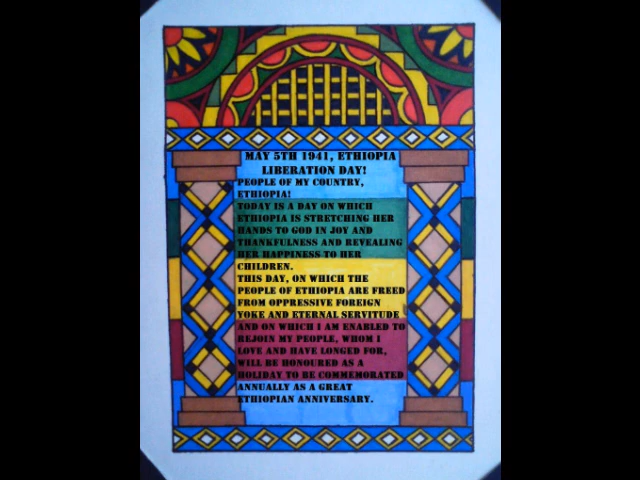 MAY 5TH 1941, ETHIOPIA
LIBERATION DAY!
PEOPLE OF MY COUNTRY,
ETHIOPIA!
TODAY IS A DAY ON WHICH
ETHIOPIA IS STRETCHING HER
HANDS TO GOD IN JOY AND
THANKFULNESS AND REVEALING
HER HAPPINESS TO HER
CHILDREN.
THIS DAY, ON WHICH THE
PEOPLE OF ETHIOPIA ARE FREED
FROM OPPRESSIVE FOREIGN
YOKE AND ETERNAL SERVITUDE
AND ON WHICH I AM ENABLED TO
REJOIN MY PEOPLE, WHOM I
LOVE AND HAVE LONGED FOR,
WILL BE HONOURED AS A
HOLIDAY TO BE COMMEMORATED
ANNUALLY AS A GREAT
ETHIOPIAN ANNIVERSARY.